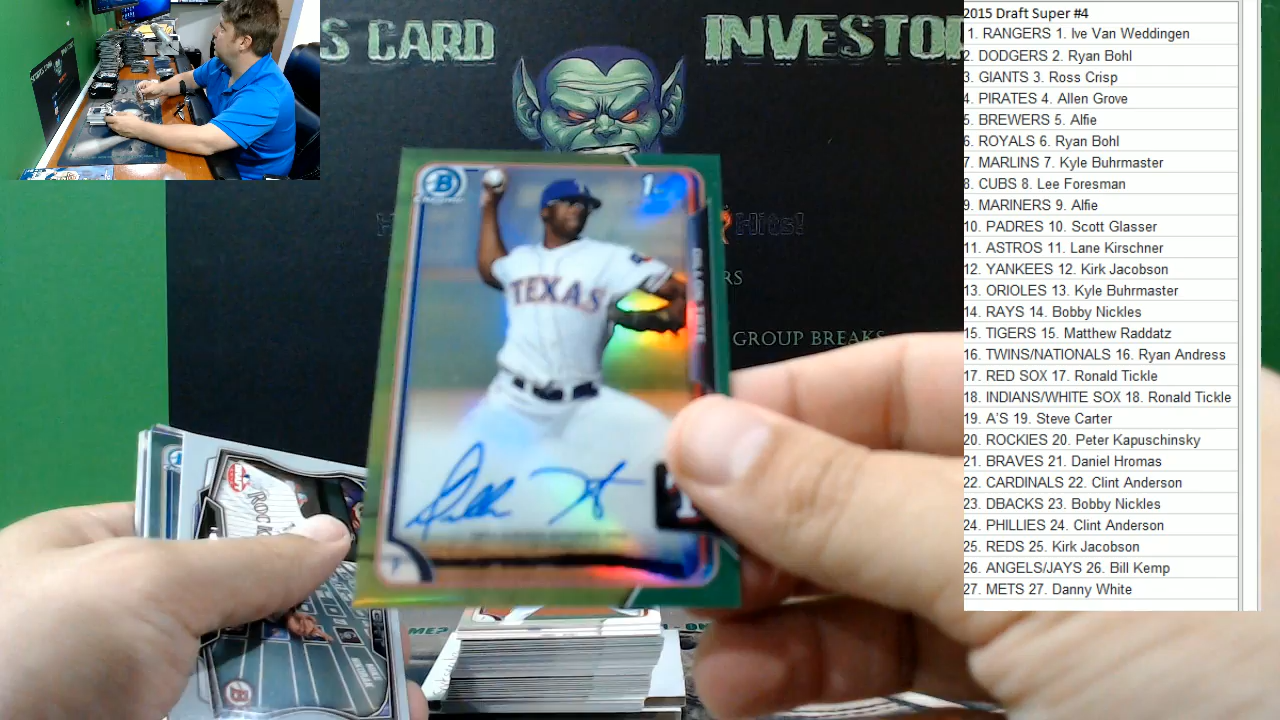 S CARD INVESTO
2015 Draft Super #4
1. RANGERS 1. Ive Van Weddingen
2. DODGERS 2. Ryan Bohl
3. GIANTS 3. Ross Crisp
4. PIRATES 4. Allen Grove
5. BREWERS 5. Alfie
6. ROYALS 6. Ryan Bohl
7. MARLINS 7. Kyle Buhrmaster
8. CUBS 8. Lee Foresman
9. MARINERS 9. Alfie
10. PADRES 10. Scott Glasser
11. ASTROS 11. Lane Kirschner
12. YANKEES 12. Kirk Jacobson
13. ORIOLES 13. Kyle Buhrmaster
14. RAYS 14. Bobby Nickles
15. TIGERS 15. Matthew Raddatz
16. TWINS/NATIONALS 16. Ryan Andress
17. RED SOX 17. Ronald Tickle
18. INDIANS/WHITE SOX 18. Ronald Tickle
19. A'S 19. Steve Carter
20. ROCKIES 20. Peter Kapuschinsky
21. BRAVES 21. Daniel Hromas
22. CARDINALS 22. Clint Anderson
23. DBACKS 23. Bobby Nickles
24. PHILLIES 24. Clint Anderson
25. REDS 25. Kirk Jacobson
26. ANGELS/JAYS 26. Bill Kemp
27. METS 27. Danny White
B
1
Hits!
RS
GROUP BREAKS
TEXAS
ROCK